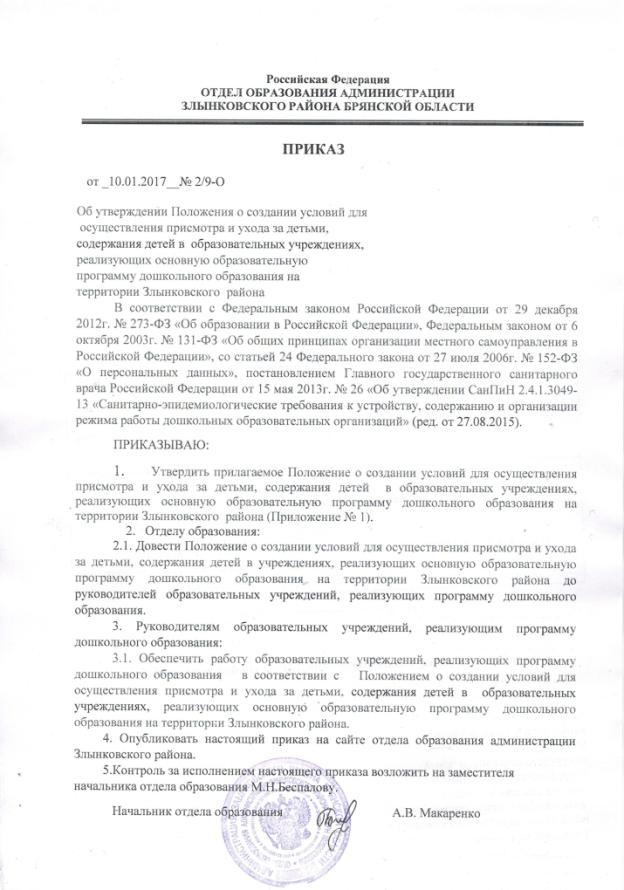 Российская Федерация
ОТДЕЛ ОБРАЗОВАНИЯ АДМИНИСТРАЦИИ
ЗЛЫНКОВСКОГО РАЙОНА БРЯНСКОЙ ОБЛАСТИ
ПРИКАЗ
от _10.01.2017__№ 2/9-О
Об утверждении Положения о создании условий для
осуществления присмотра и ухода за детьми,
содержания детей в образовательных учреждениях,
реализующих основную образовательную
программу дошкольного образования на
территории Злынковского района
В соответствии с Федеральным законом Российской Федерации от 29 декабря
2012г. № 273-ФЗ «Об образовании в Российской Федерации», Федеральным законом от 6
октября 2003г. № 131-ФЗ «Об общих принципах организации местного самоуправления в
Российской Федерации», со статьей 24 Федерального закона от 27 июля 2006г. № 152-ФЗ
«О персональных данных», постановлением Главного государственного санитарного
врача Российской Федерации от 15 мая 2013г. № 26 «Об утверждении СанПиН 2.4.1.3049-
13 «Санитарно-эпидемиологические требования к устройству, содержанию и организации
режима работы дошкольных образовательных организаций» (ред. от 27.08.2015).
ПРИКАЗЫВАЮ:
1. Утвердить прилагаемое Положение о создании условий для осуществления
присмотра и ухода за детьми, содержания детей в образовательных учреждениях,
реализующих основную образовательную программу дошкольного образования на
территории Злынковского района (Приложение № 1).
2. Отделу образования:
2.1. Довести Положение о создании условий для осуществления присмотра и ухода
за детьми, содержания детей в учреждениях, реализующих основную образовательную
программу дошкольного образования на территории Злынковского района до
руководителей образовательных учреждений, реализующих программу дошкольного
образования.
3. Руководителям образовательных учреждений, реализующим программу
дошкольного образования:
3.1. Обеспечить работу образовательных учреждений, реализующих программу
дошкольного образования в соответствии с Положением о создании условий для
осуществления присмотра и ухода за детьми, содержания детей в образовательных
учреждениях, реализующих основную образовательную программу дошкольного
образования на территории Злынковского района.
4. Опубликовать настоящий приказ на сайте отдела образования администрации
Злынковского района.
5.Контроль за исполнением настоящего приказа возложить на заместителя
начальника отдела образования М.Н.Беспалову.
Начальник отдела образования А.В. Макаренко